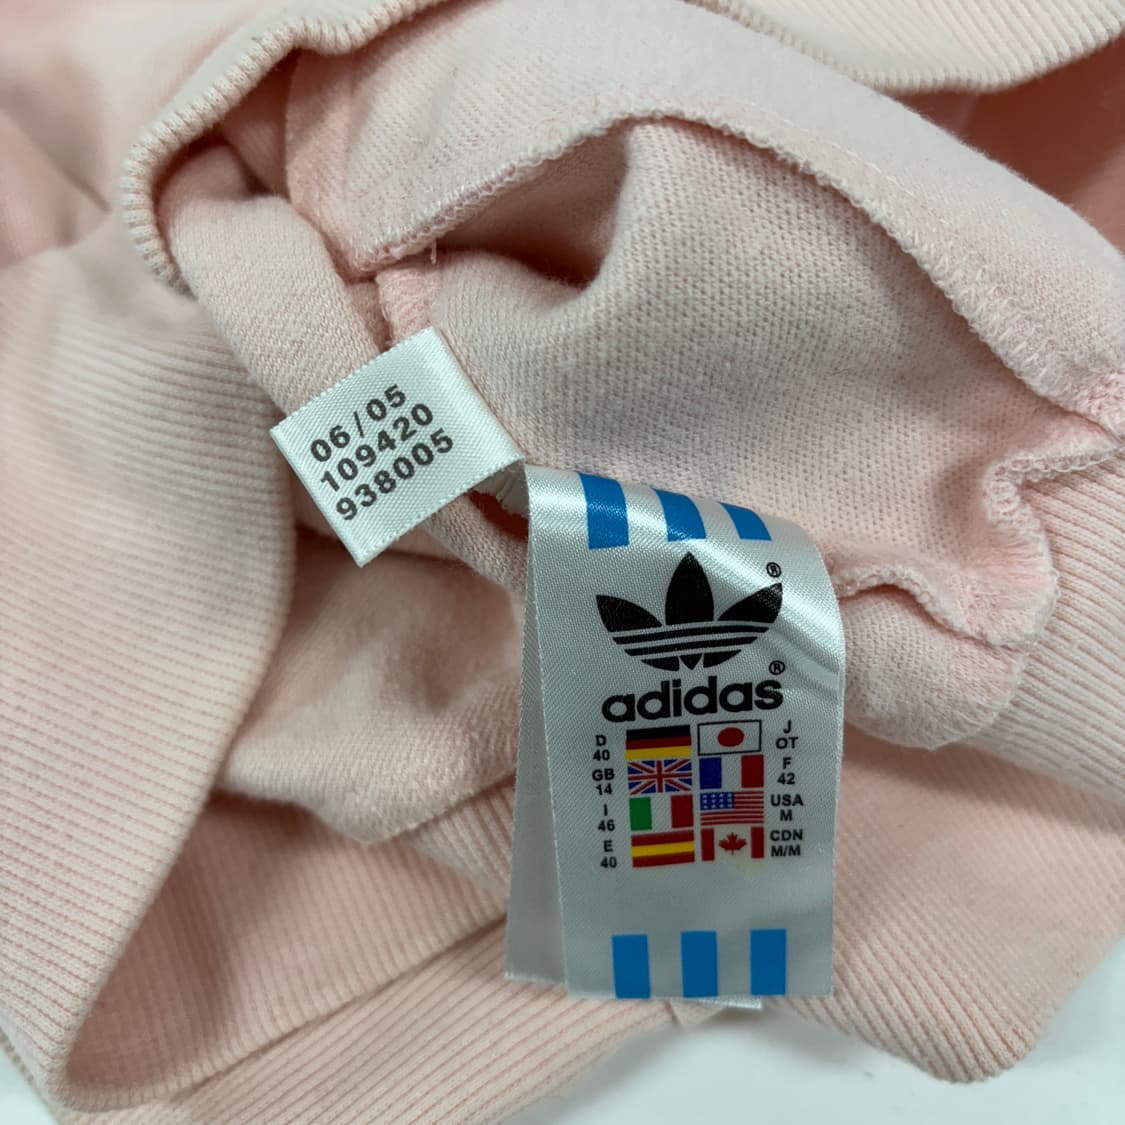 06/05
109420
938005
®
adidas®
D
40
J
OT
GB
14
F
42
I
46
USA
M
E
40
CDN
M/M